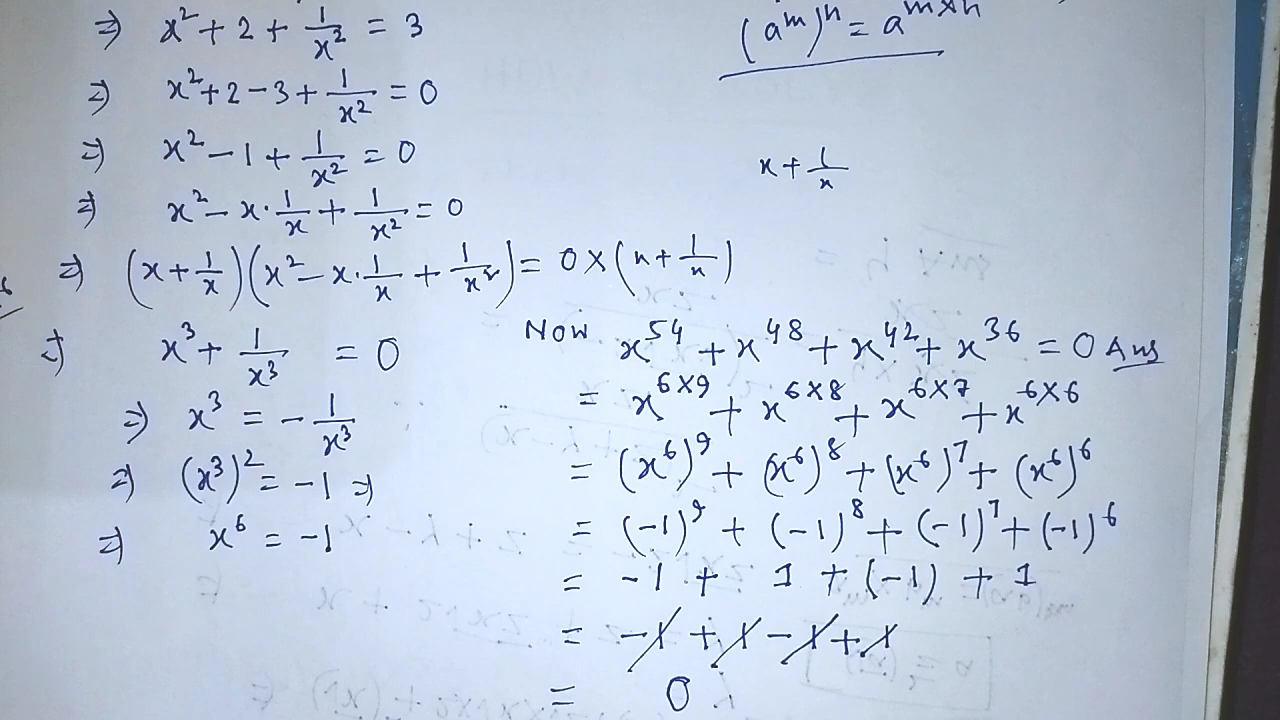 ⇒ x² + 2 + 1/x² = 3
(aᵐ)ⁿ = aᵐˣⁿ
⇒ x² + 2 - 3 + 1/x² = 0
⇒ x² - 1 + 1/x² = 0
x + 1/x
⇒ x² - x · 1/x + 1/x² = 0
⇒ (x + 1/x)(x² - x · 1/x + 1/x²) = 0 × (x + 1/x)
⇒ x³ + 1/x³ = 0
⇒ x³ = - 1/x³
⇒ (x³)² = -1 ⇒
⇒ x⁶ = -1
Now x⁵⁴ + x⁴⁸ + x⁴² + x³⁶ = 0 Ans
= x⁶ˣ⁹ + x⁶ˣ⁸ + x⁶ˣ⁷ + x⁶ˣ⁶
= (x⁶)⁹ + (x⁶)⁸ + (x⁶)⁷ + (x⁶)⁶
= (-1)⁹ + (-1)⁸ + (-1)⁷ + (-1)⁶
= -1 + 1 + (-1) + 1
= -1 + 1 - 1 + 1
= 0